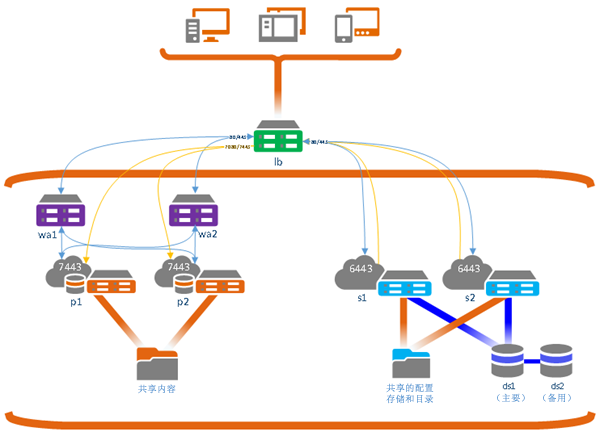 80/443
7080/7443
80/443
lb
wa1
wa2
7443
7443
6443
6443
p1
p2
s1
s2
共享内容
共享的配置
存储和目录
ds1
(主要)
ds2
(备用)